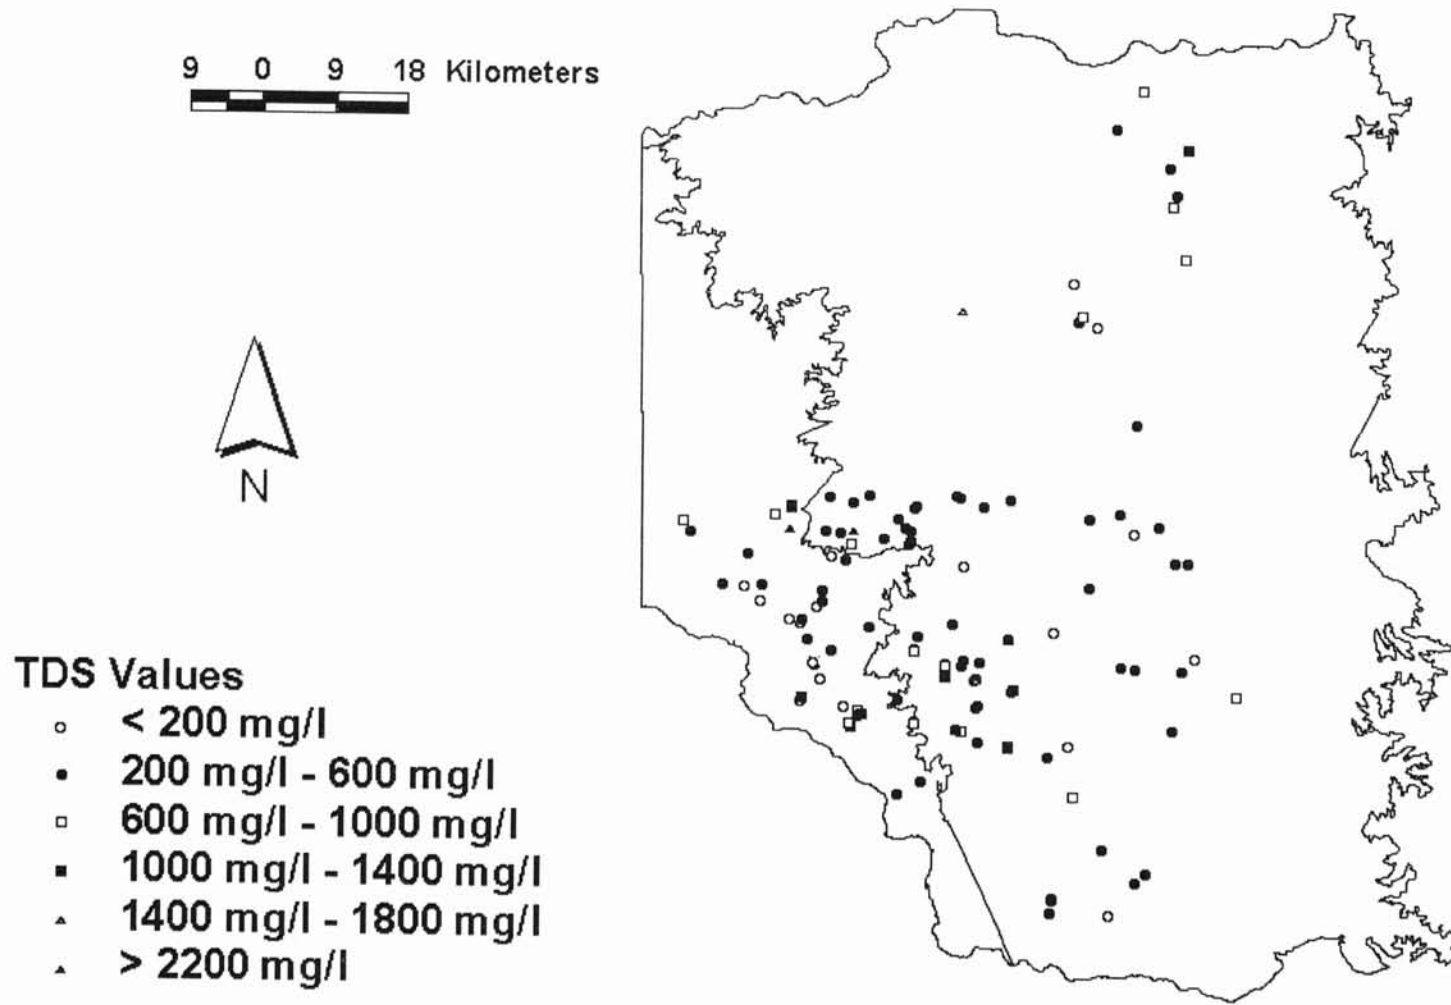 9 0 9 18 Kilometers
N
TDS Values
< 200 mg/l
200 mg/l - 600 mg/l
600 mg/l - 1000 mg/l
1000 mg/l - 1400 mg/l
1400 mg/l - 1800 mg/l
> 2200 mg/l